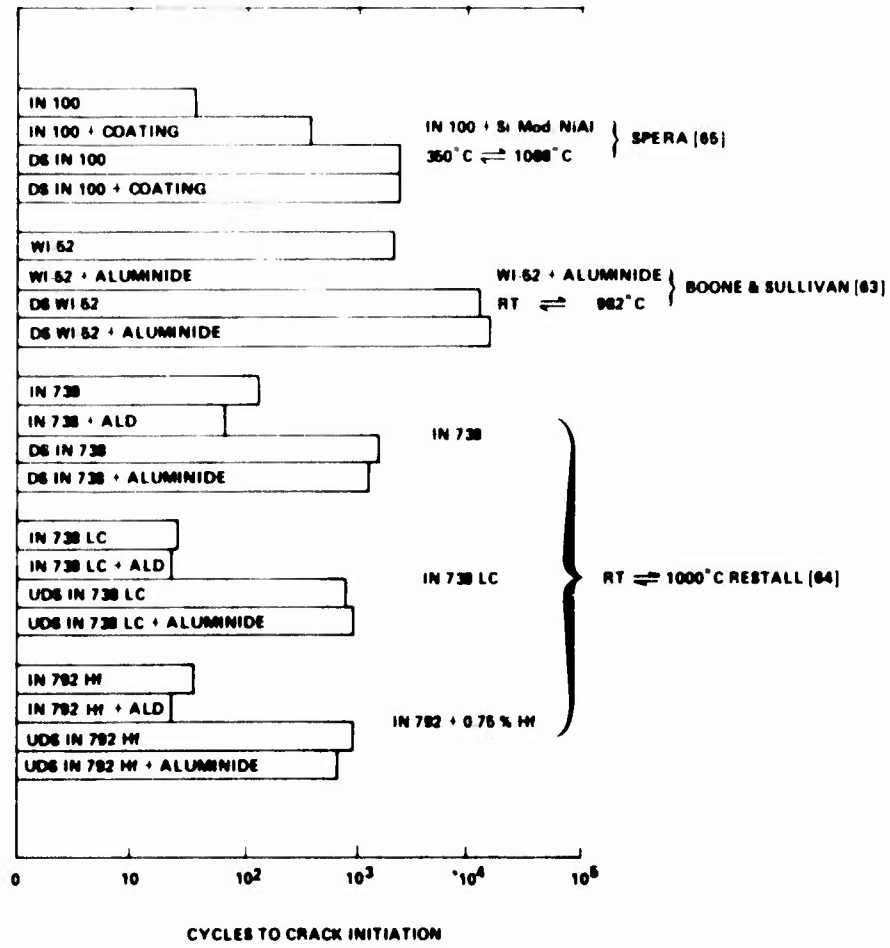 IN 100
IN 100 + COATING
DS IN 100
DS IN 100 + COATING
IN 100 + Si Mod. NiAl
350°C ⇌ 1088°C
SPERA [65]
WI-52
WI-52 + ALUMINIDE
DS WI-52
DS WI-52 + ALUMINIDE
WI-52 + ALUMINIDE
RT ⇌ 982°C
BOONE & SULLIVAN [63]
IN 738
IN 738 + ALD
DS IN 738
DS IN 738 + ALUMINIDE
IN 738
IN 738 LC
IN 738 LC + ALD
UDS IN 738 LC
UDS IN 738 LC + ALUMINIDE
IN 738 LC
RT ⇌ 1000°C RESTALL [64]
IN 792 Hf
IN 792 Hf + ALD
UDS IN 792 Hf
UDS IN 792 Hf + ALUMINIDE
IN 792 + 0.75 % Hf
0 10 10² 10³ 10⁴ 10⁵
CYCLES TO CRACK INITIATION